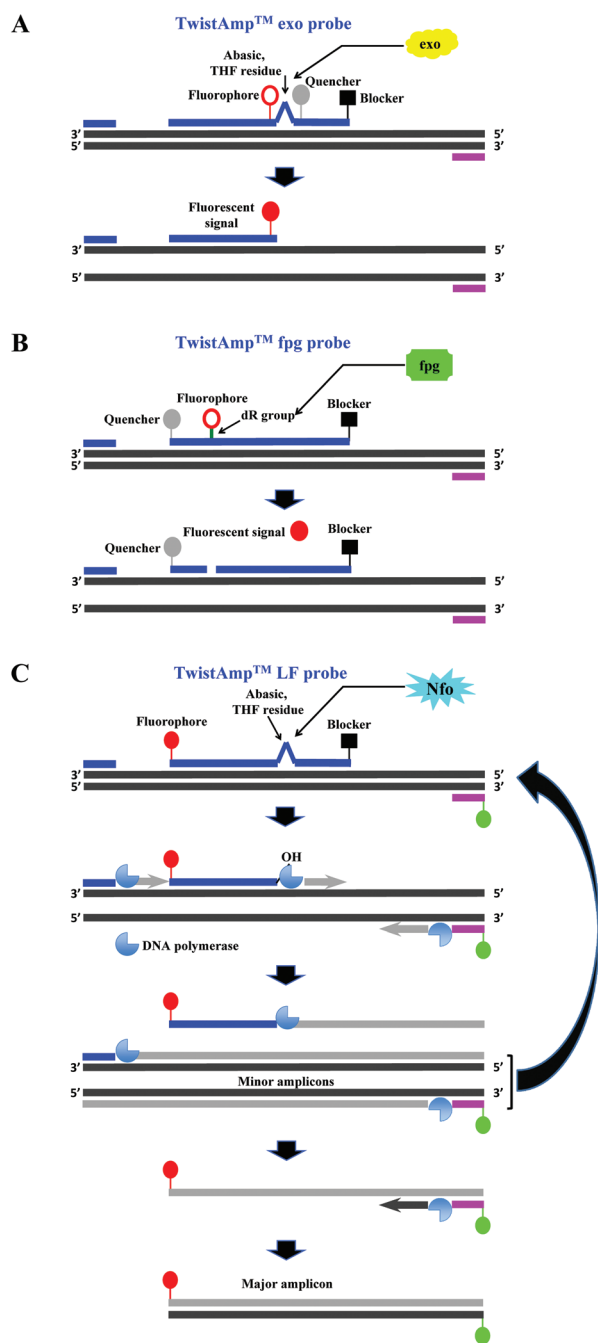 A
TwistAmp™ exo probe
exo
Abasic,
THF residue
Quencher
Fluorophore
Blocker
3’ 5’
5’ 3’
Fluorescent
signal
3’ 5’
5’ 3’
B
TwistAmp™ fpg probe
fpg
Fluorophore
Quencher
dR group
Blocker
3’ 5’
5’ 3’
Fluorescent signal
Blocker
Quencher
3’ 5’
5’ 3’
C
TwistAmp™ LF probe
Nfo
Abasic,
THF residue
Fluorophore
Blocker
3’ 5’
5’ 3’
OH
3’ 5’
5’ 3’
DNA polymerase
3’ 5’
Minor amplicons
5’ 3’
Major amplicon